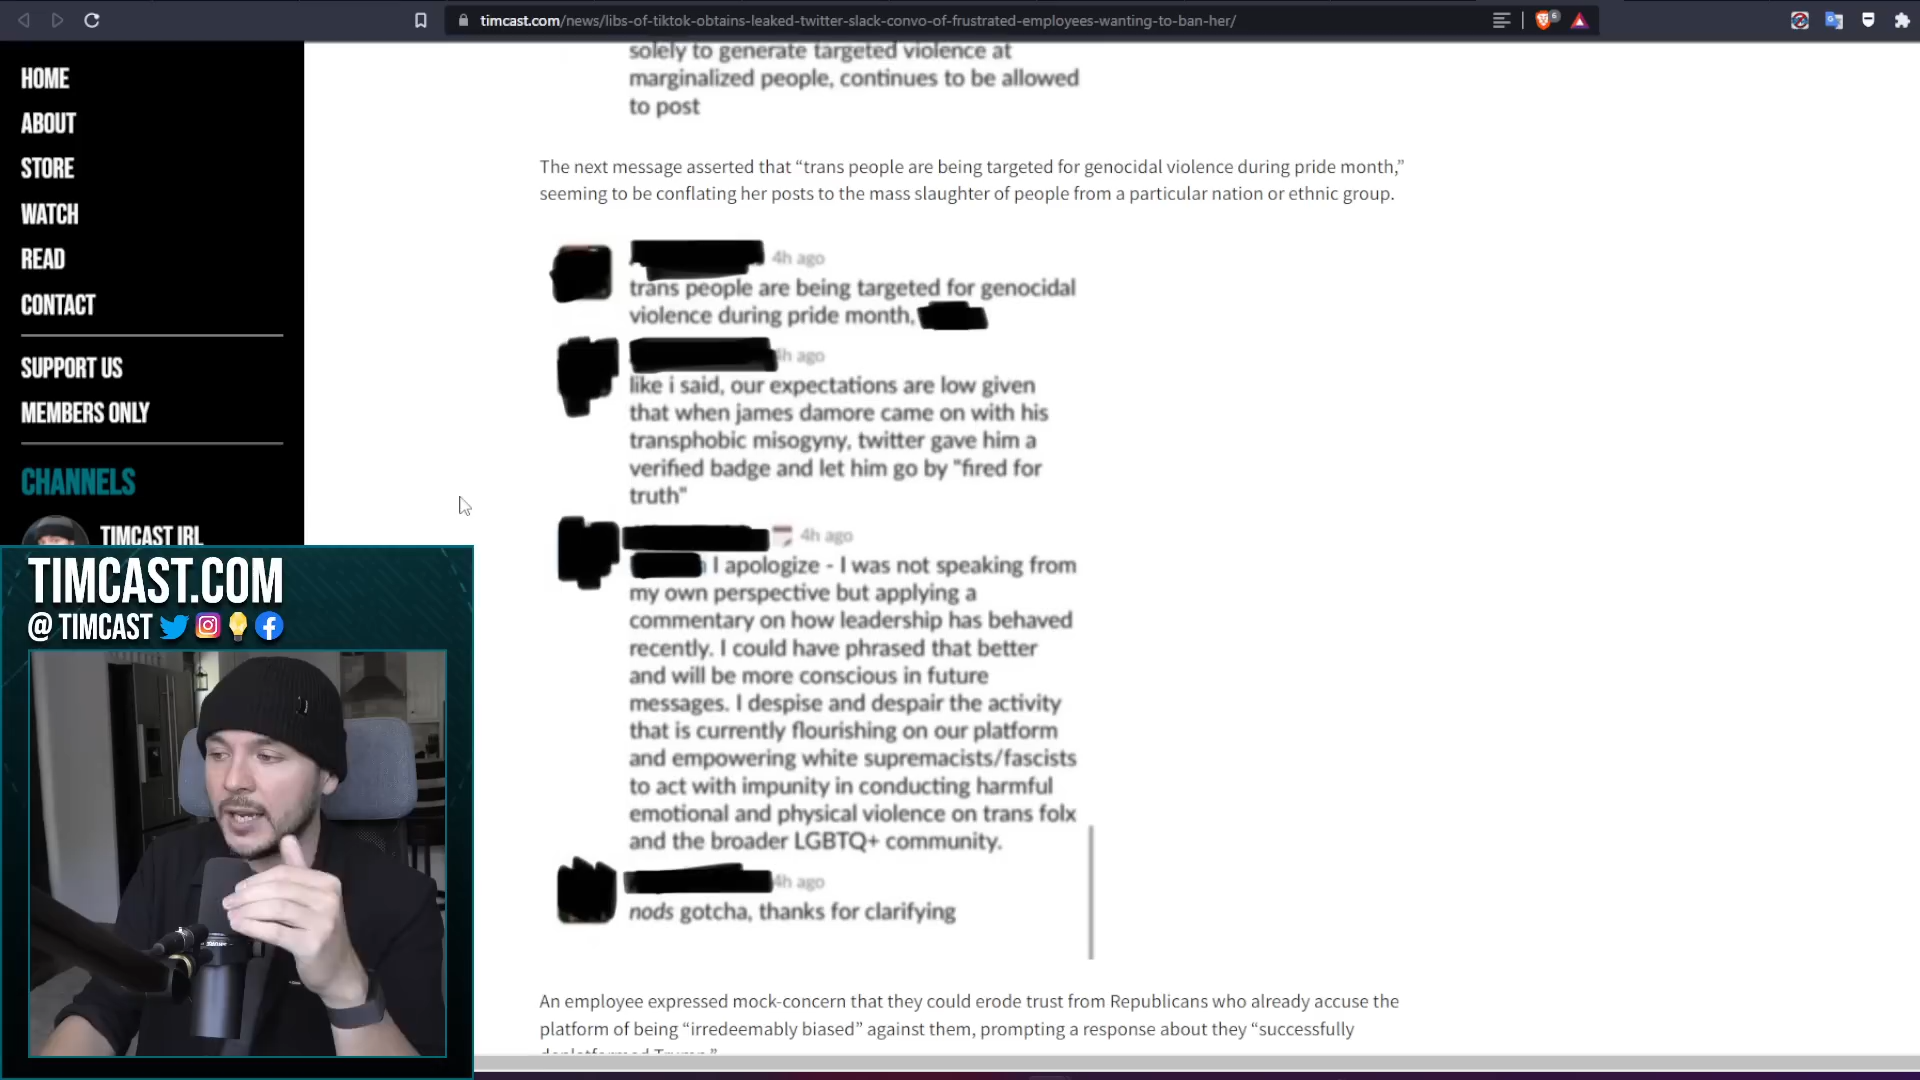 timcast.com/news/libs-of-tiktok-obtains-leaked-twitter-slack-convo-of-frustrated-employees-wanting-to-ban-her/
6
HOME
ABOUT
STORE
WATCH
READ
CONTACT
SUPPORT US
MEMBERS ONLY
CHANNELS
TIMCAST IRL
TIMCAST.COM
@ TIMCAST
solely to generate targeted violence at
marginalized people, continues to be allowed
to post
The next message asserted that “trans people are being targeted for genocidal violence during pride month,”
seeming to be conflating her posts to the mass slaughter of people from a particular nation or ethnic group.
4h ago
trans people are being targeted for genocidal
violence during pride month,
4h ago
like i said, our expectations are low given
that when james damore came on with his
transphobic misogyny, twitter gave him a
verified badge and let him go by "fired for
truth"
4h ago
I apologize - I was not speaking from
my own perspective but applying a
commentary on how leadership has behaved
recently. I could have phrased that better
and will be more conscious in future
messages. I despise and despair the activity
that is currently flourishing on our platform
and empowering white supremacists/fascists
to act with impunity in conducting harmful
emotional and physical violence on trans folx
and the broader LGBTQ+ community.
4h ago
nods gotcha, thanks for clarifying
An employee expressed mock-concern that they could erode trust from Republicans who already accuse the
platform of being “irredeemably biased” against them, prompting a response about they “successfully
deplatformed Trump.”